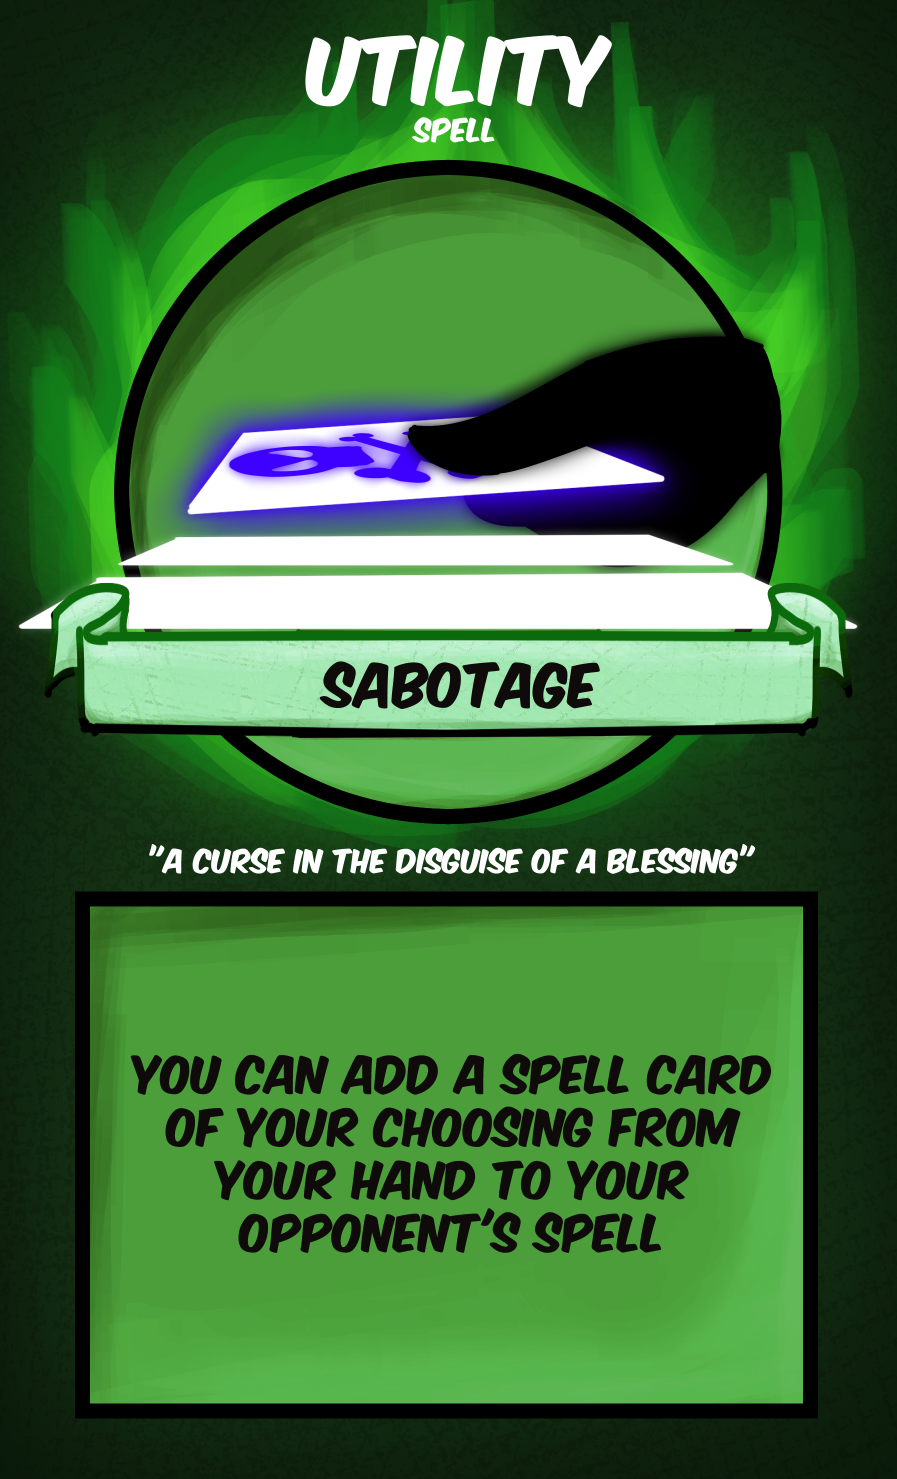 UTILITY
SPELL
SABOTAGE
"A CURSE IN THE DISGUISE OF A BLESSING"
YOU CAN ADD A SPELL CARD
OF YOUR CHOOSING FROM
YOUR HAND TO YOUR
OPPONENT'S SPELL